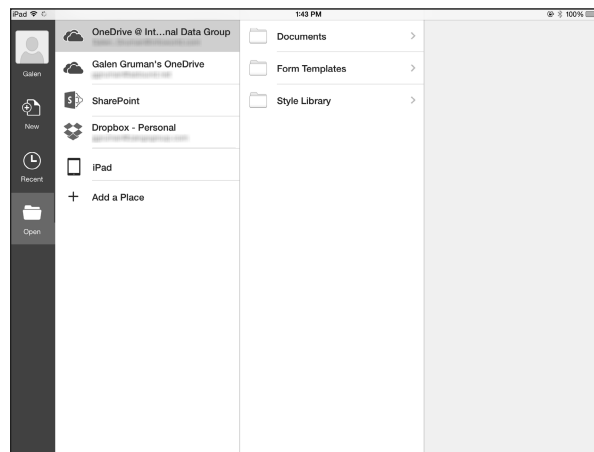 iPad
1:43 PM
100%
Galen
New
Recent
Open
OneDrive @ Int...nal Data Group
Galen Gruman's OneDrive
S
SharePoint
Dropbox - Personal
iPad
Add a Place
Documents
Form Templates
Style Library